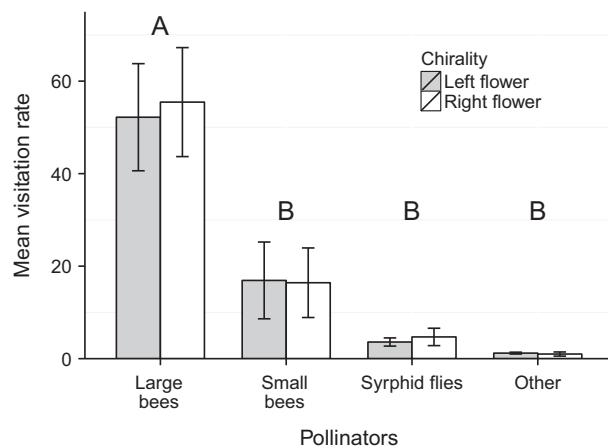 A
Chirality
Left flower
Right flower
60
40
20
0
Mean visitation rate
B
B
B
Large
bees
Small
bees
Syrphid flies
Other
Pollinators